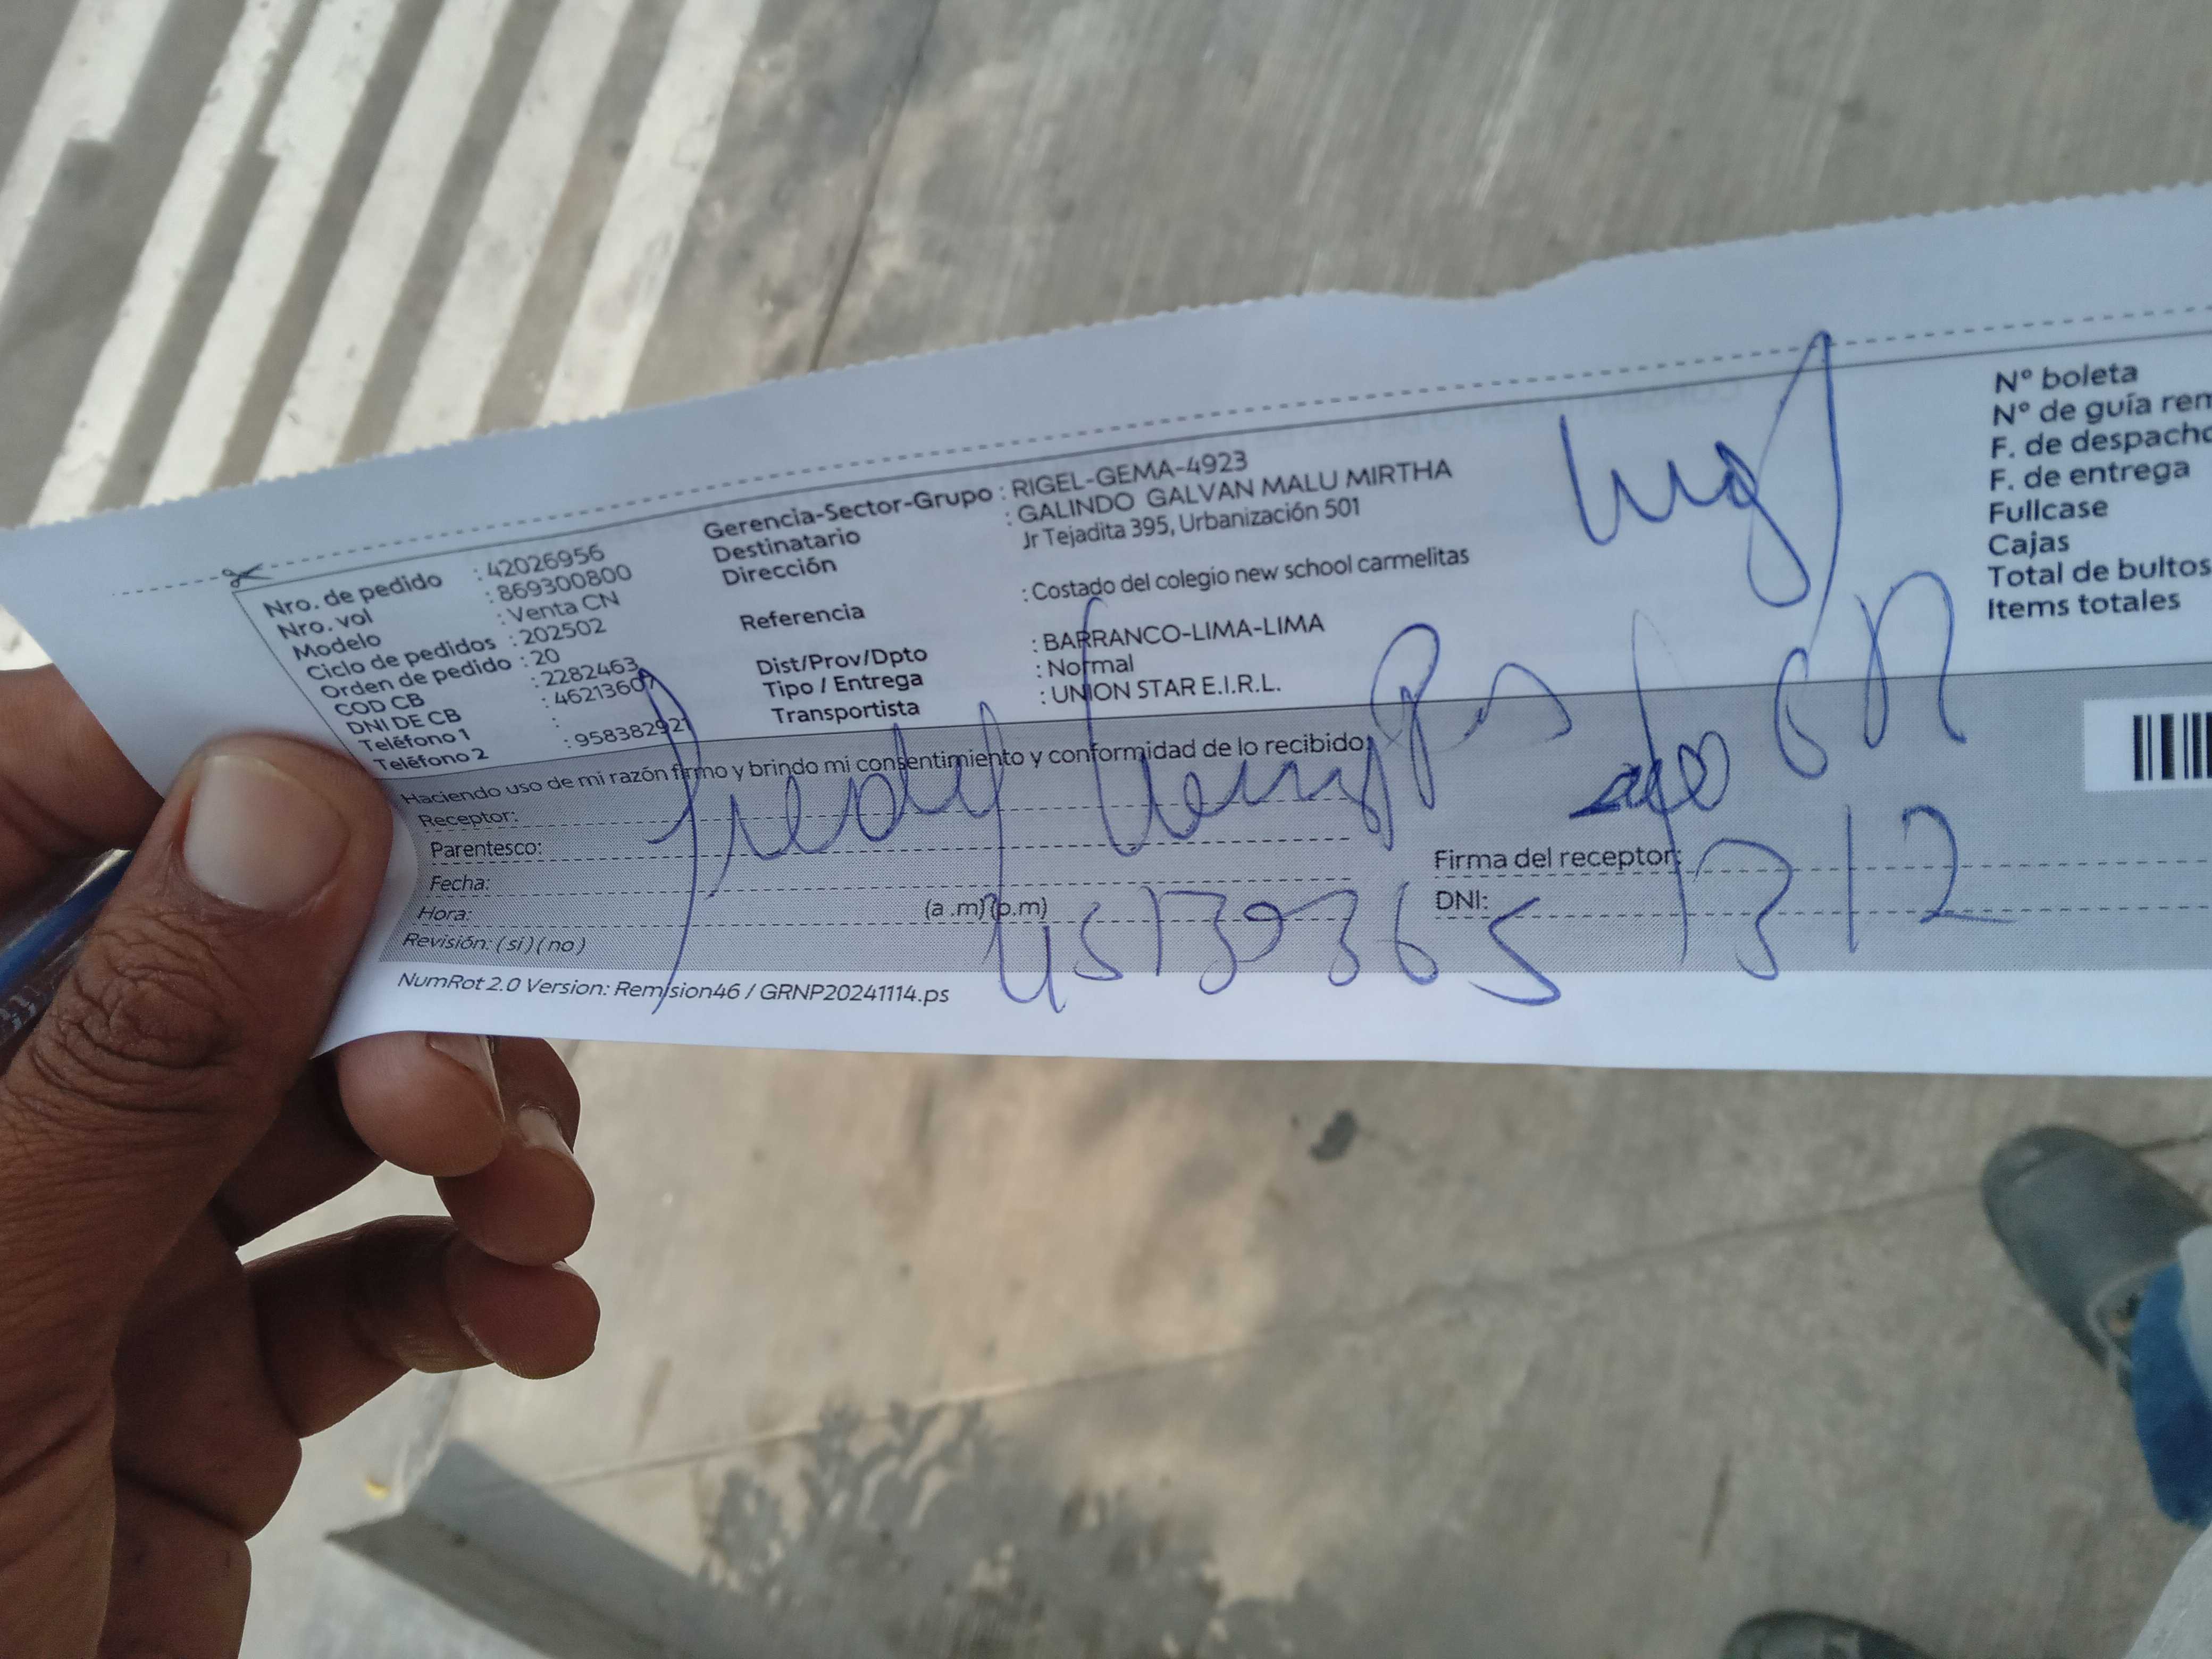 Nro. de pedido : 42026956
Nro. vol : 869300800
Modelo : Venta CN
Ciclo de pedidos : 202502
Orden de pedido : 20
COD CB : 2282463
DNI DE CB : 46213607
Teléfono 1 :
Teléfono 2 : 958382921
Gerencia-Sector-Grupo : RIGEL-GEMA-4923
Destinatario : GALINDO GALVAN MALU MIRTHA
Dirección Jr Tejadita 395, Urbanización 501
Referencia : Costado del colegio new school carmelitas
Dist/Prov/Dpto : BARRANCO-LIMA-LIMA
Tipo / Entrega : Normal
Transportista : UNION STAR E.I.R.L.
N° boleta
N° de guía rem
F. de despacho
F. de entrega
Fullcase
Cajas
Total de bultos
Items totales
Haciendo uso de mi razón firmo y brindo mi consentimiento y conformidad de lo recibido
Receptor:
Parentesco:
Fecha:
Hora: (a .m) (p.m)
Revisión: (si) (no)
Firma del receptor:
DNI:
312
NumRot 2.0 Version: Remision46 / GRNP20241114.ps